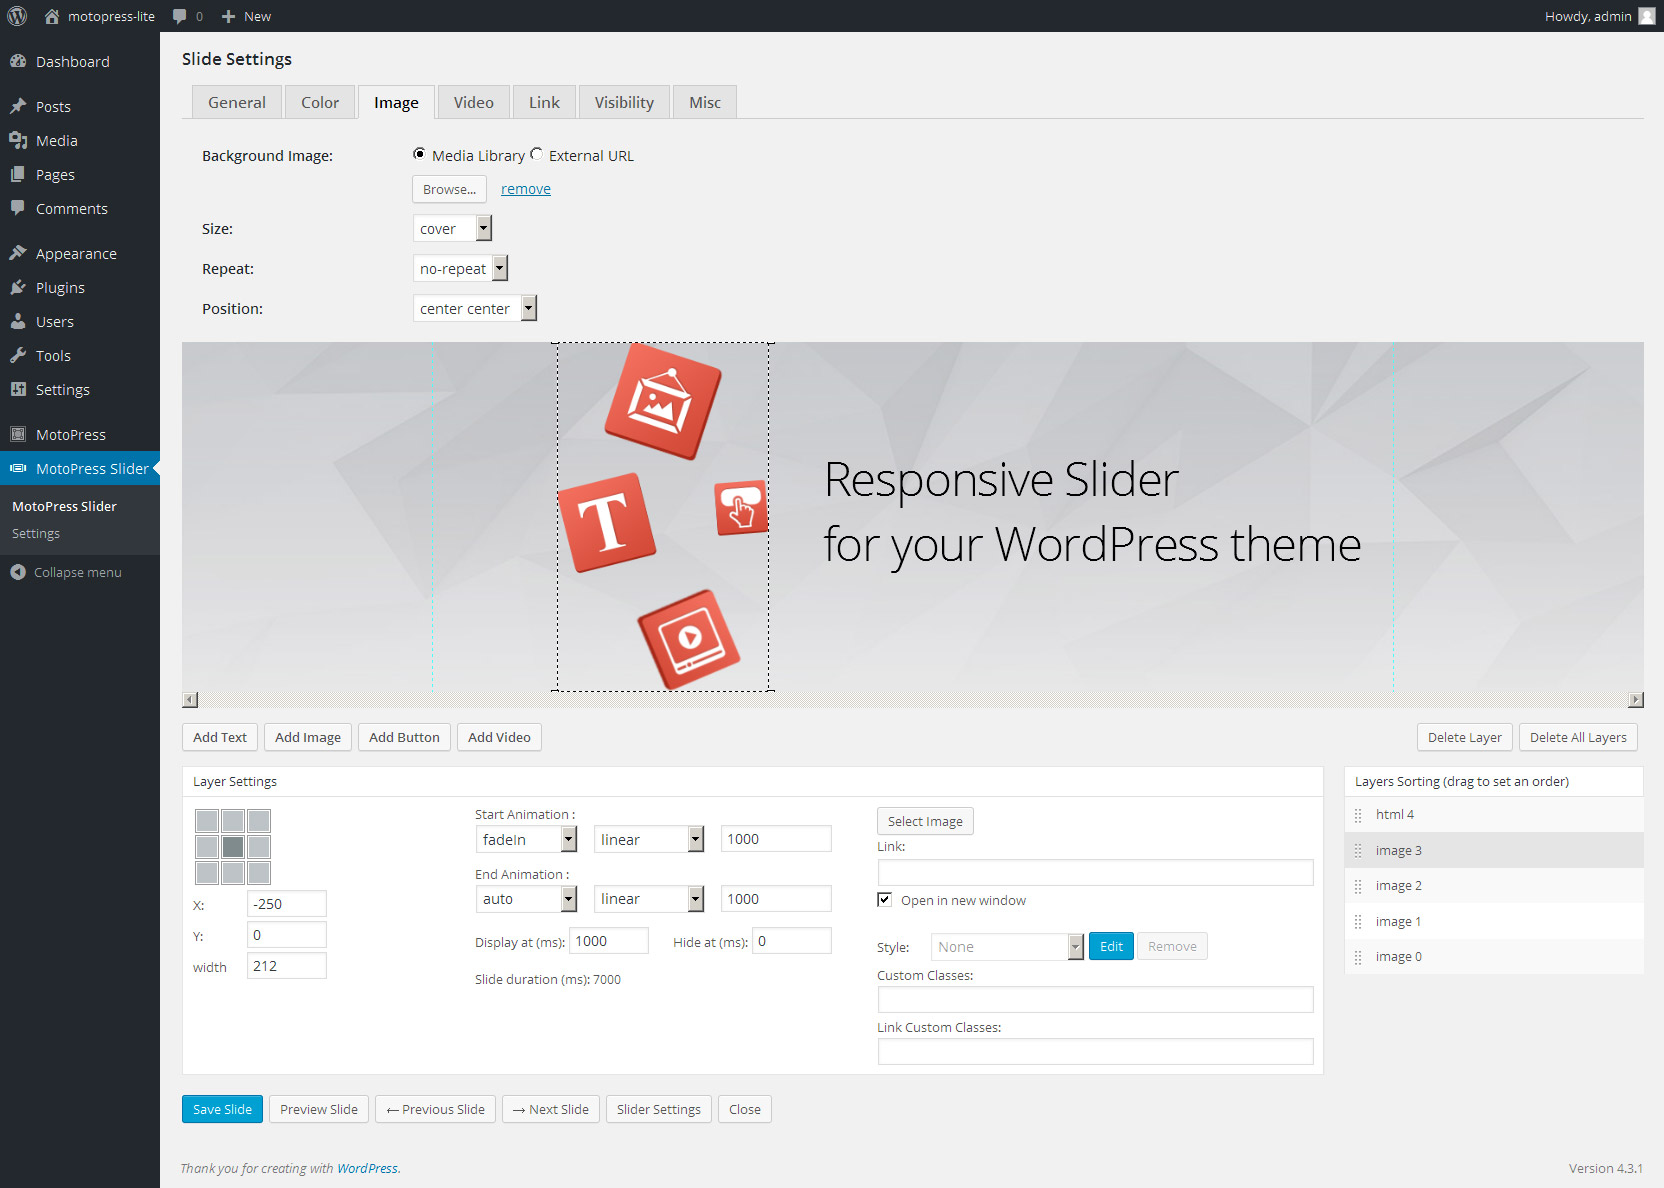 motopress-lite 0 New Howdy, admin
Dashboard
Posts
Media
Pages
Comments
Appearance
Plugins
Users
Tools
Settings
MotoPress
MotoPress Slider
MotoPress Slider
Settings
Collapse menu
Slide Settings
General Color Image Video Link Visibility Misc
Background Image: Media Library External URL
Browse... remove
Size: cover
Repeat: no-repeat
Position: center center
T
Responsive Slider
for your WordPress theme
Add Text Add Image Add Button Add Video Delete Layer Delete All Layers
Layer Settings
X: -250
Y: 0
width 212
Start Animation :
fadeIn linear 1000
End Animation :
auto linear 1000
Display at (ms): 1000 Hide at (ms): 0
Slide duration (ms): 7000
Select Image
Link:
Open in new window
Style: None Edit Remove
Custom Classes:
Link Custom Classes:
Layers Sorting (drag to set an order)
html 4
image 3
image 2
image 1
image 0
Save Slide Preview Slide ← Previous Slide → Next Slide Slider Settings Close
Thank you for creating with WordPress. Version 4.3.1